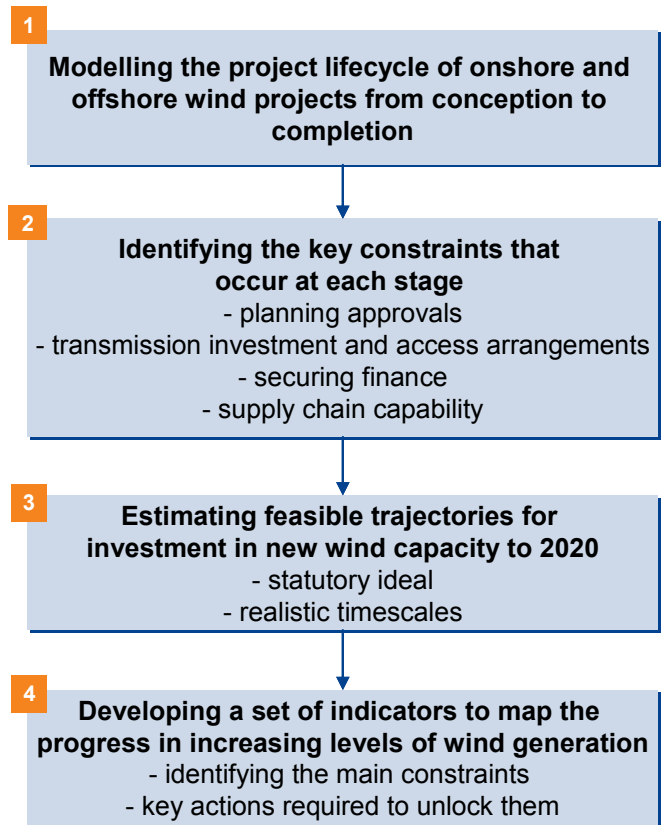 1
Modelling the project lifecycle of onshore and
offshore wind projects from conception to
completion
2
Identifying the key constraints that
occur at each stage
- planning approvals
- transmission investment and access arrangements
- securing finance
- supply chain capability
3
Estimating feasible trajectories for
investment in new wind capacity to 2020
- statutory ideal
- realistic timescales
4
Developing a set of indicators to map the
progress in increasing levels of wind generation
- identifying the main constraints
- key actions required to unlock them